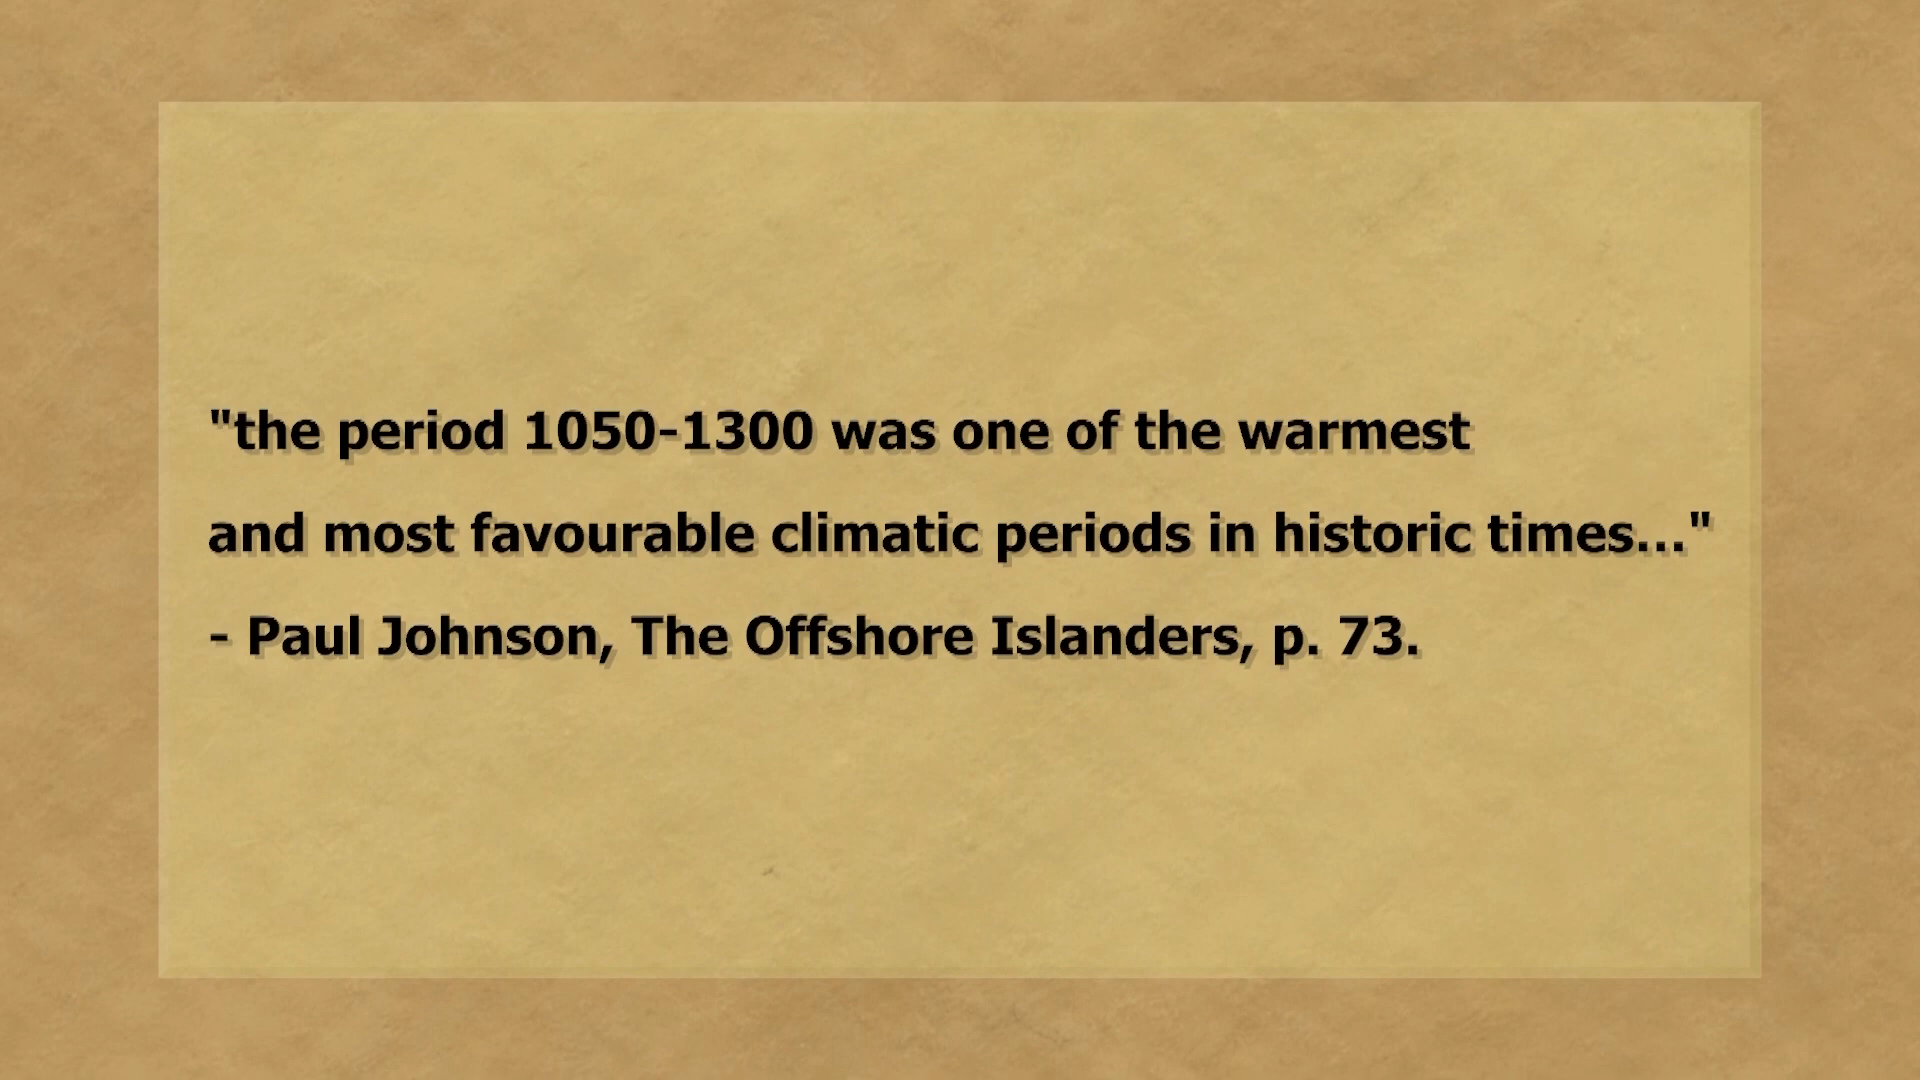 "the period 1050-1300 was one of the warmest
and most favourable climatic periods in historic times..."
- Paul Johnson, The Offshore Islanders, p. 73.